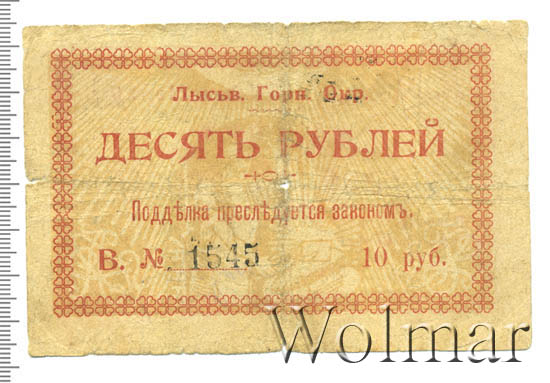 Лысьв. Горн. Окр.
ДЕСЯТЬ РУБЛЕЙ
Поддѣлка преслѣдуется закономъ.
В. № 1545 10 руб.
Wolmar